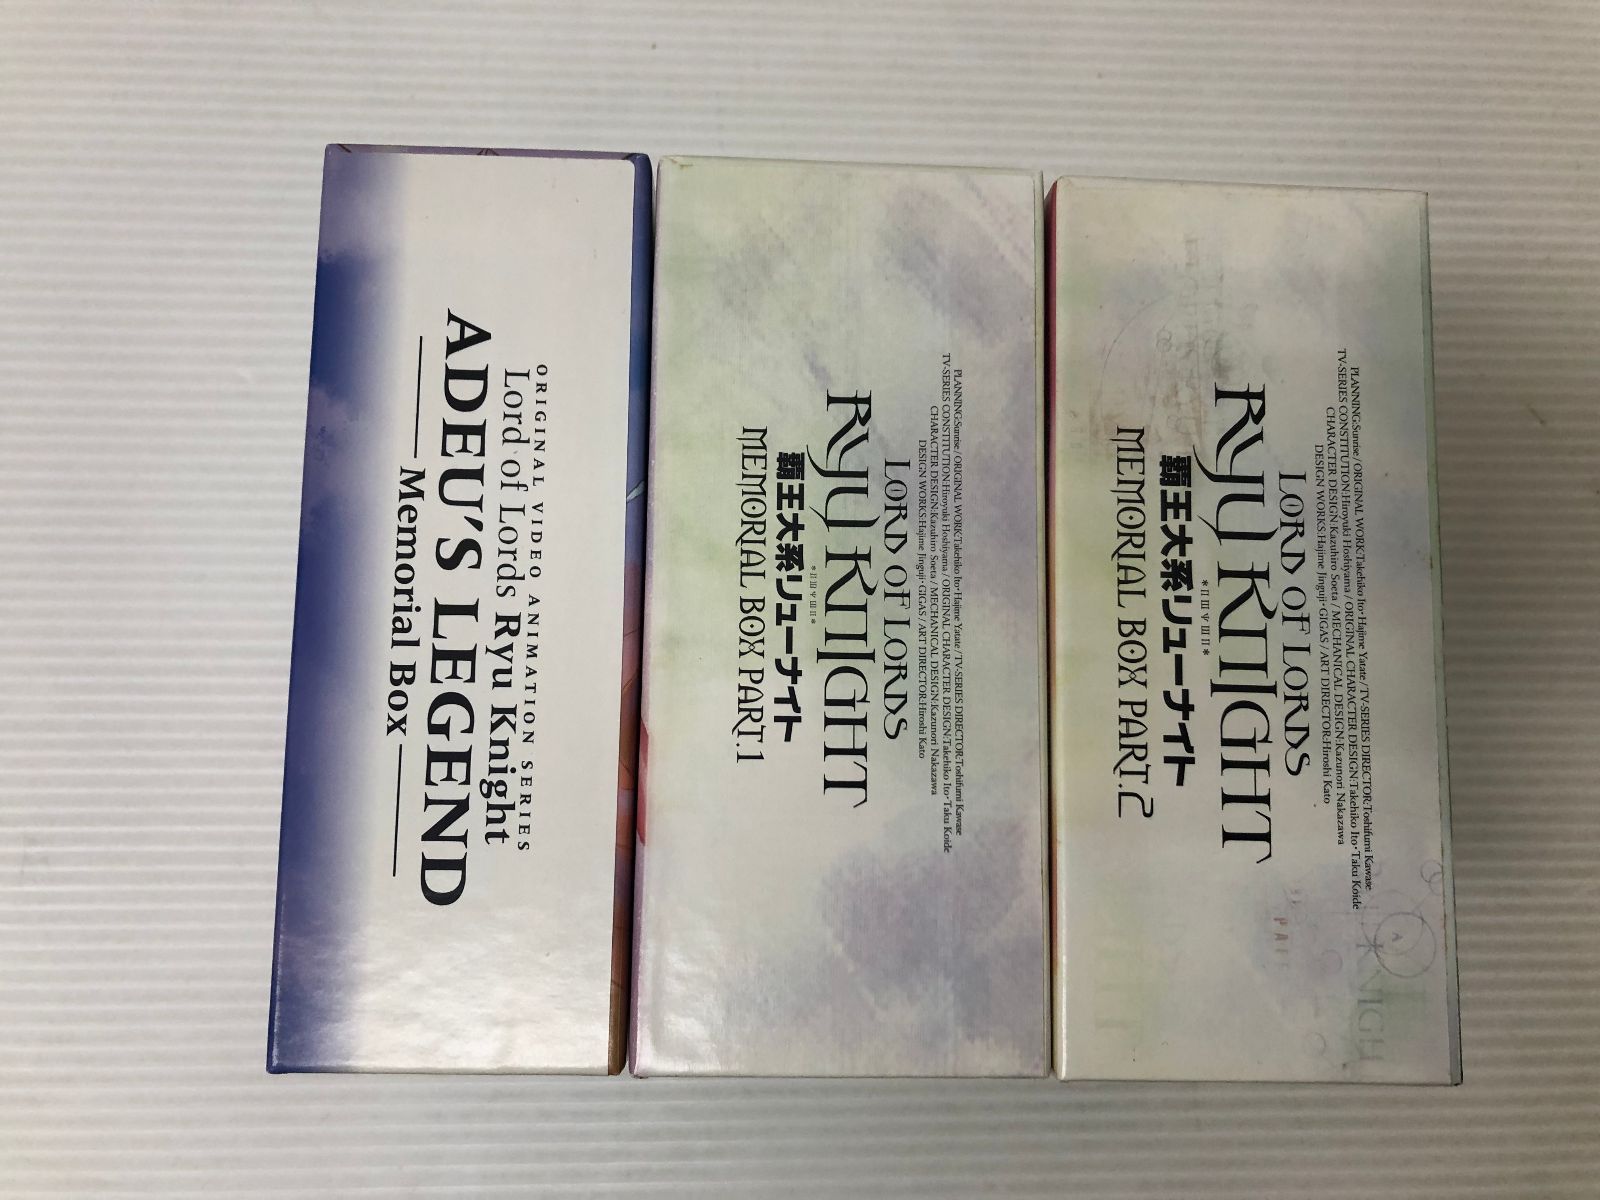 ORIGINAL VIDEO ANIMATION SERIES
Lord of Lords Ryu Knight
ADEU'S LEGEND
Memorial Box
PLANNING:Sunrise / ORIGINAL WORK:Takehiko Ito・Hajime Yatate / TV-SERIES DIRECTOR:Toshifumi Kawase
TV-SERIES CONSTITUTION:Hiroyuki Hoshiyama / ORIGINAL CHARACTER DESIGN:Takehiko Ito・Taku Koide
CHARACTER DESIGN:Kazuhiro Soeta / MECHANICAL DESIGN:Kazunori Nakazawa
DESIGN WORKS:Hajime Jinguji・GIGAS / ART DIRECTOR:Hiroshi Kato
LORD OF LORDS
RYU KNIGHT
覇王大系リューナイト
MEMORIAL BOX PART.1
PLANNING:Sunrise / ORIGINAL WORK:Takehiko Ito・Hajime Yatate / TV-SERIES DIRECTOR:Toshifumi Kawase
TV-SERIES CONSTITUTION:Hiroyuki Hoshiyama / ORIGINAL CHARACTER DESIGN:Takehiko Ito・Taku Koide
CHARACTER DESIGN:Kazuhiro Soeta / MECHANICAL DESIGN:Kazunori Nakazawa
DESIGN WORKS:Hajime Jinguji・GIGAS / ART DIRECTOR:Hiroshi Kato
LORD OF LORDS
RYU KNIGHT
覇王大系リューナイト
MEMORIAL BOX PART.2